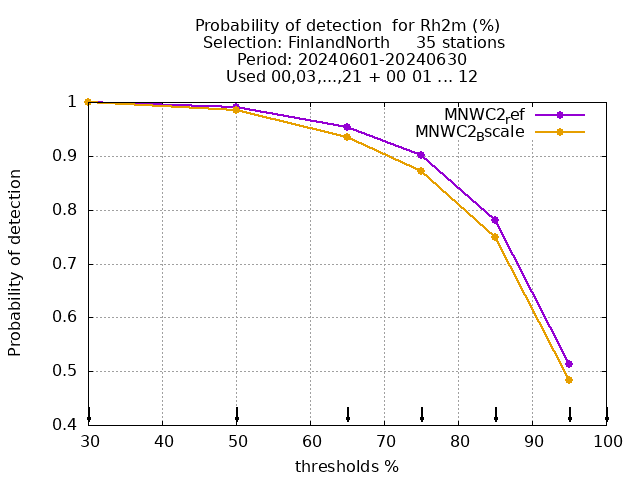 Probability of detection  for Rh2m (%)
Selection: FinlandNorth     35 stations
Period: 20240601-20240630
Used 00,03,...,21 + 00 01 ... 12
MNWC2ref
MNWC2Bscale
Probability of detection
1
0.9
0.8
0.7
0.6
0.5
0.4
30 40 50 60 70 80 90 100
thresholds %